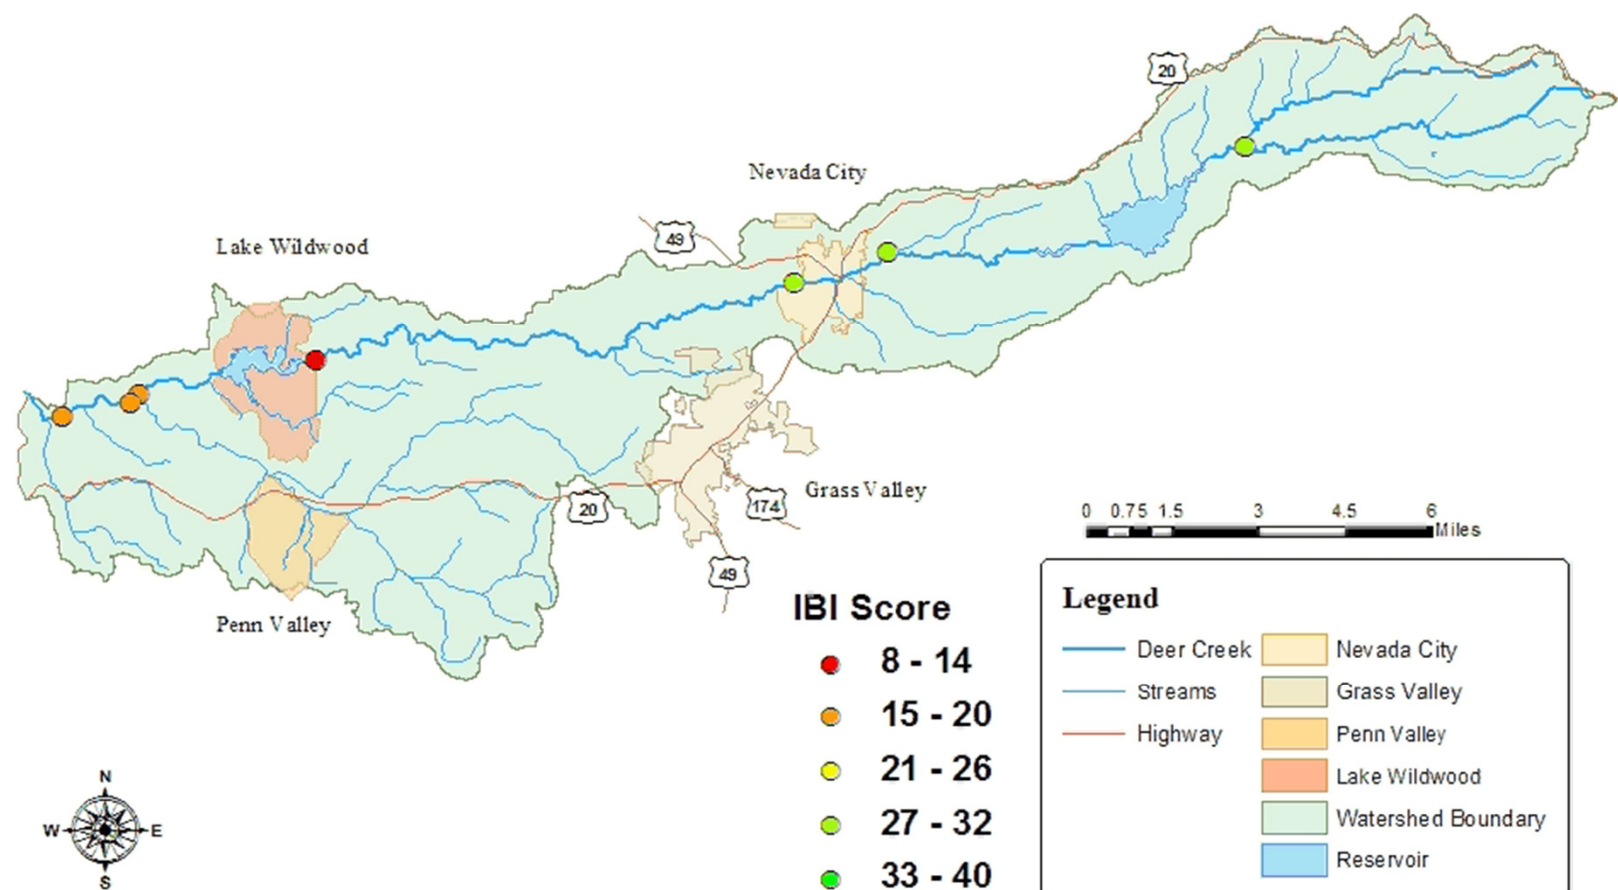 20
Nevada City
49
Lake Wildwood
Grass Valley
174
20
49
Penn Valley
0 0.75 1.5 3 4.5 6
Miles
IBI Score
8 - 14
15 - 20
21 - 26
27 - 32
33 - 40
Legend
Deer Creek
Streams
Highway
Nevada City
Grass Valley
Penn Valley
Lake Wildwood
Watershed Boundary
Reservoir
N
W E
S